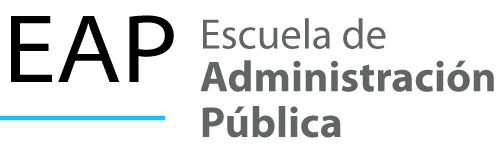 EAP
Escuela de
Administración
Pública